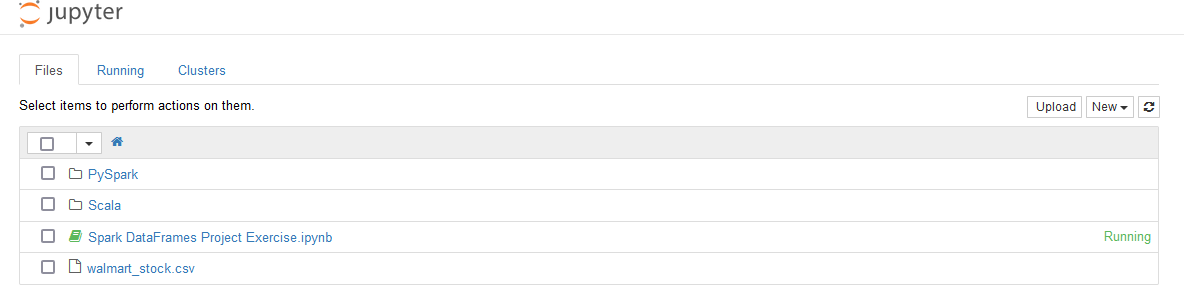 jupyter
Files Running Clusters
Select items to perform actions on them. Upload New
PySpark
Scala
Spark DataFrames Project Exercise.ipynb Running
walmart_stock.csv